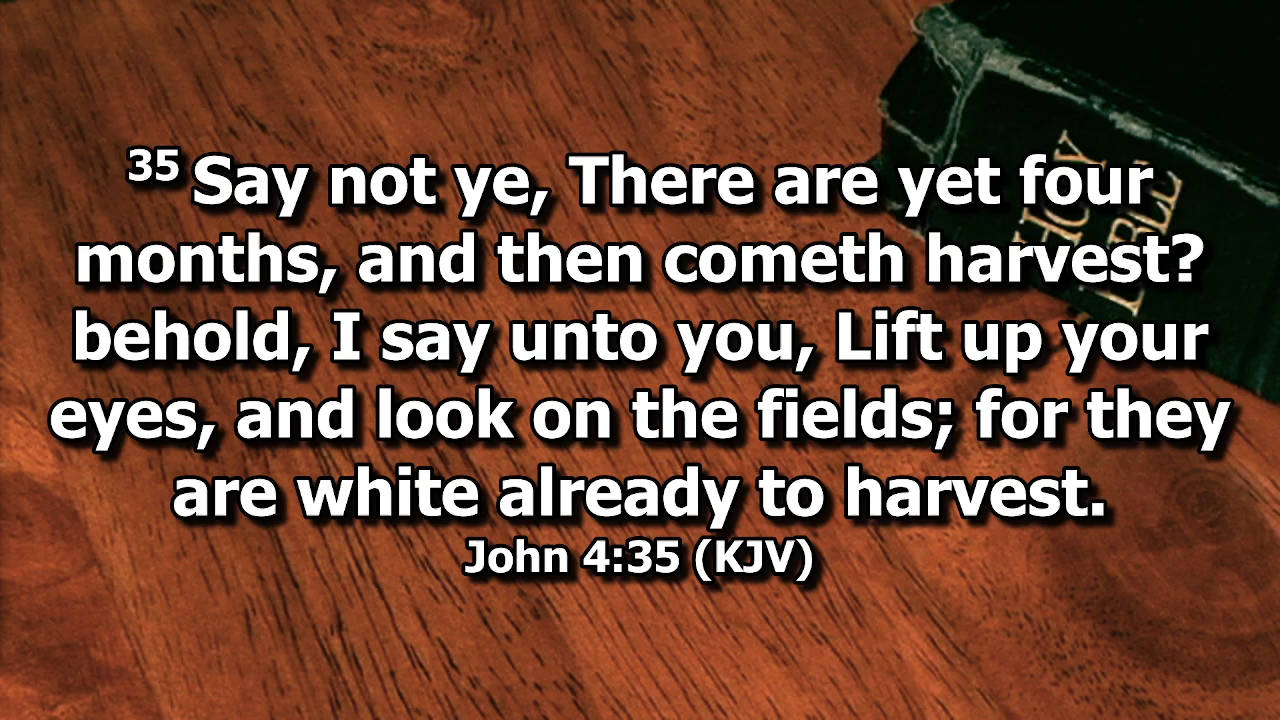 35 Say not ye, There are yet four
months, and then cometh harvest?
behold, I say unto you, Lift up your
eyes, and look on the fields; for they
are white already to harvest.
John 4:35 (KJV)
HOLY
BIBLE